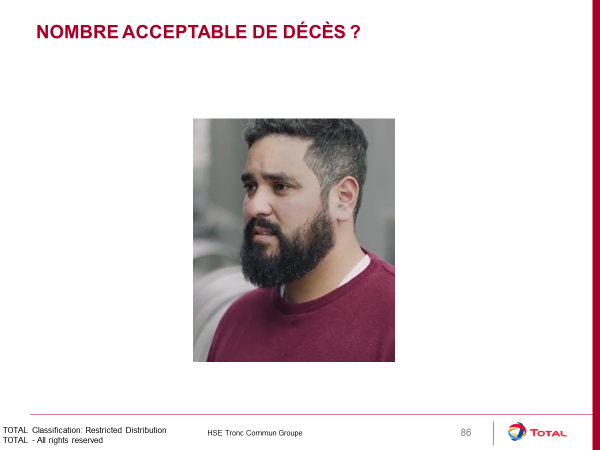 NOMBRE ACCEPTABLE DE DÉCÈS ?
TOTAL Classification: Restricted Distribution
TOTAL - All rights reserved
HSE Tronc Commun Groupe
86
TOTAL